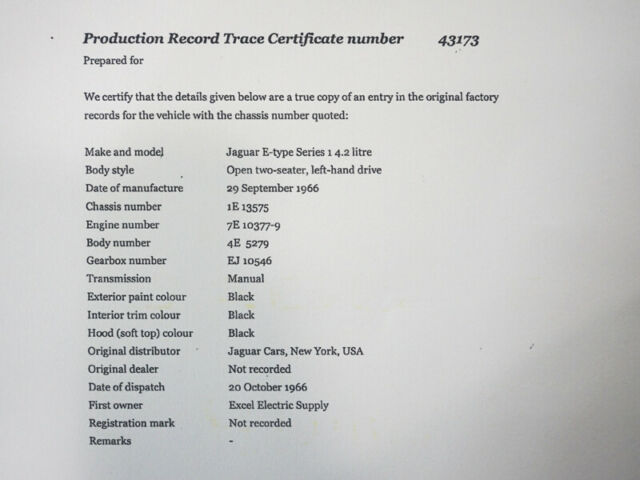 Production Record Trace Certificate number 43173
Prepared for
We certify that the details given below are a true copy of an entry in the original factory
records for the vehicle with the chassis number quoted:
Make and model Jaguar E-type Series 1 4.2 litre
Body style Open two-seater, left-hand drive
Date of manufacture 29 September 1966
Chassis number 1E 13575
Engine number 7E 10377-9
Body number 4E 5279
Gearbox number EJ 10546
Transmission Manual
Exterior paint colour Black
Interior trim colour Black
Hood (soft top) colour Black
Original distributor Jaguar Cars, New York, USA
Original dealer Not recorded
Date of dispatch 20 October 1966
First owner Excel Electric Supply
Registration mark Not recorded
Remarks -